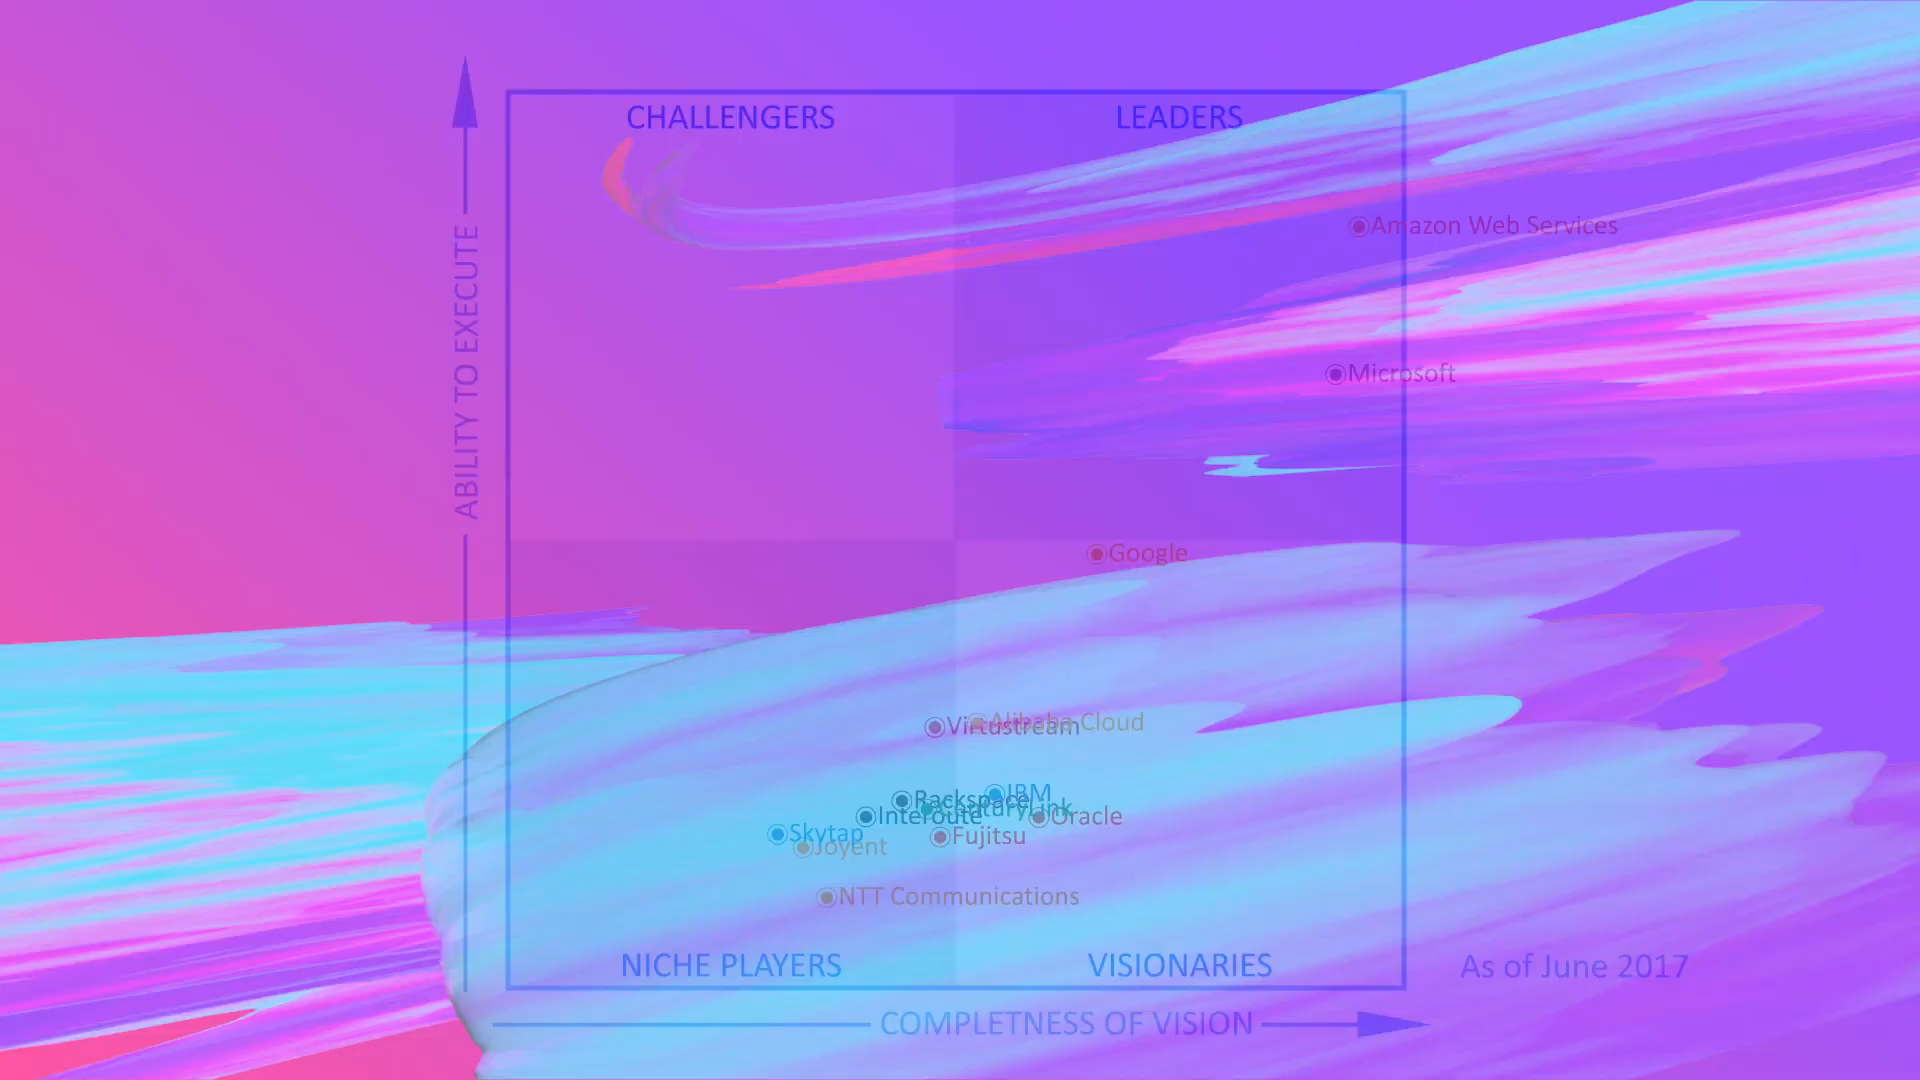 CHALLENGERS
LEADERS
ABILITY TO EXECUTE
Amazon Web Services
Microsoft
Google
Alibaba Cloud
Virtustream
IBM
Rackspace
CenturyLink
Interoute
Oracle
Skytap
Fujitsu
Joyent
NTT Communications
NICHE PLAYERS
VISIONARIES
As of June 2017
COMPLETNESS OF VISION